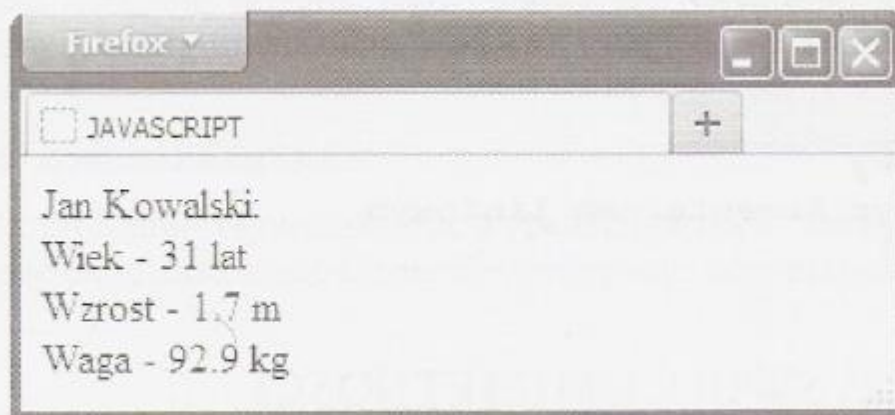 Firefox
JAVASCRIPT
Jan Kowalski:
Wiek - 31 lat
Wzrost - 1.7 m
Waga - 92.9 kg